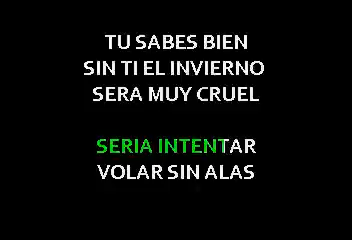 TU SABES BIEN
SIN TI EL INVIERNO
SERA MUY CRUEL
SERIA INTENTAR
VOLAR SIN ALAS